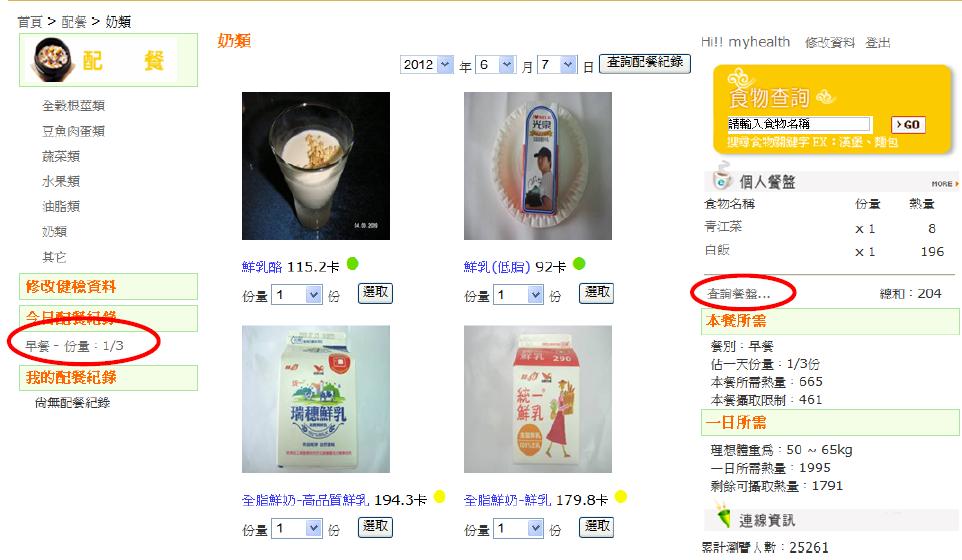 首頁 > 配餐 > 奶類
配 餐
全穀根莖類
豆魚肉蛋類
蔬菜類
水果類
油脂類
奶類
其它
修改健檢資料
今日配餐紀錄
早餐 - 份量：1/3
我的配餐紀錄
尚無配餐紀錄
奶類
2012 年 6 月 7 日 查詢配餐紀錄
14.03.2010
鮮乳酪 115.2卡
份量 1 份 選取
光泉
鮮乳(低脂) 92卡
份量 1 份 選取
統一
瑞穗鮮乳
全脂鮮奶-高品質鮮乳 194.3卡
份量 1 份 選取
鮮乳 290
統一
鮮乳
全脂鮮奶-鮮乳 179.8卡
份量 1 份 選取
Hi!! myhealth 修改資料 登出
食物查詢
請輸入食物名稱 GO
搜尋食物關鍵字 EX：漢堡、麵包
個人餐盤 MORE
食物名稱 份量 熱量
青江菜 x 1 8
白飯 x 1 196
查詢餐盤... 總和：204
本餐所需
餐別：早餐
佔一天份量：1/3份
本餐所需熱量：665
本餐攝取限制：461
一日所需
理想體重為：50 ~ 65kg
一日所需熱量：1995
剩餘可攝取熱量：1791
連線資訊
累計瀏覽人數：25261